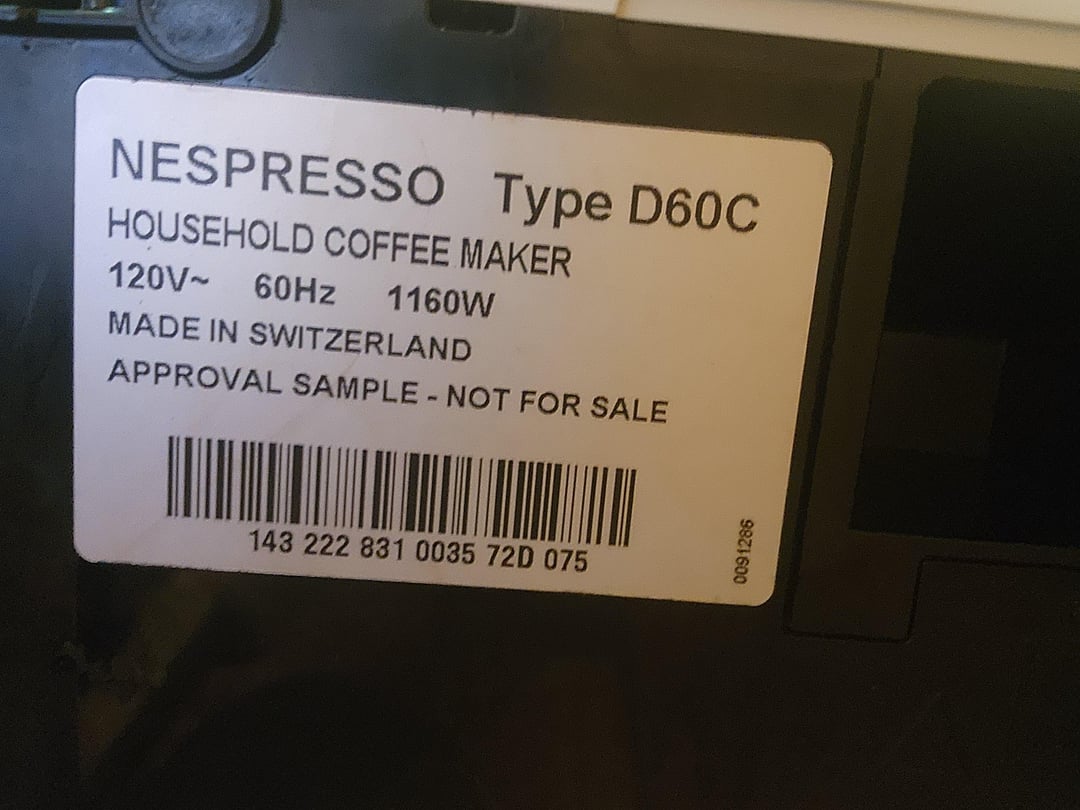 NESPRESSO Type D60C
HOUSEHOLD COFFEE MAKER
120V~ 60Hz 1160W
MADE IN SWITZERLAND
APPROVAL SAMPLE - NOT FOR SALE
143 222 831 0035 72D 075
0091286